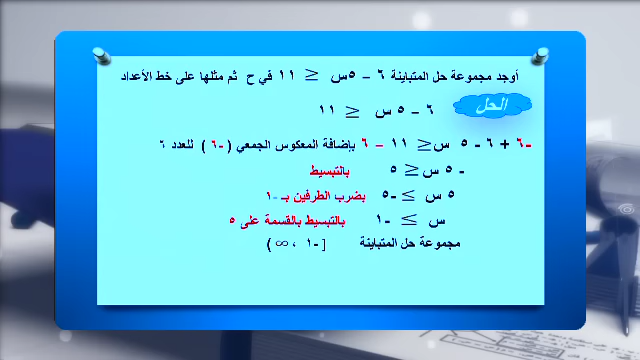 أوجد مجموعة حل المتباينة ٦ – ٥س ≤ ١١ في ح ثم مثلها على خط الأعداد
الحل
٦ – ٥ س ≤ ١١
-٦ + ٦ - ٥ س ≤ ١١ – ٦ بإضافة المعكوس الجمعي ( -٦ ) للعدد ٦
- ٥ س ≤ ٥ بالتبسيط
٥ س ≥ -٥ بضرب الطرفين بـ -١
س ≥ -١ بالتبسيط بالقسمة على ٥
مجموعة حل المتباينة [ -١ ، ∞ )